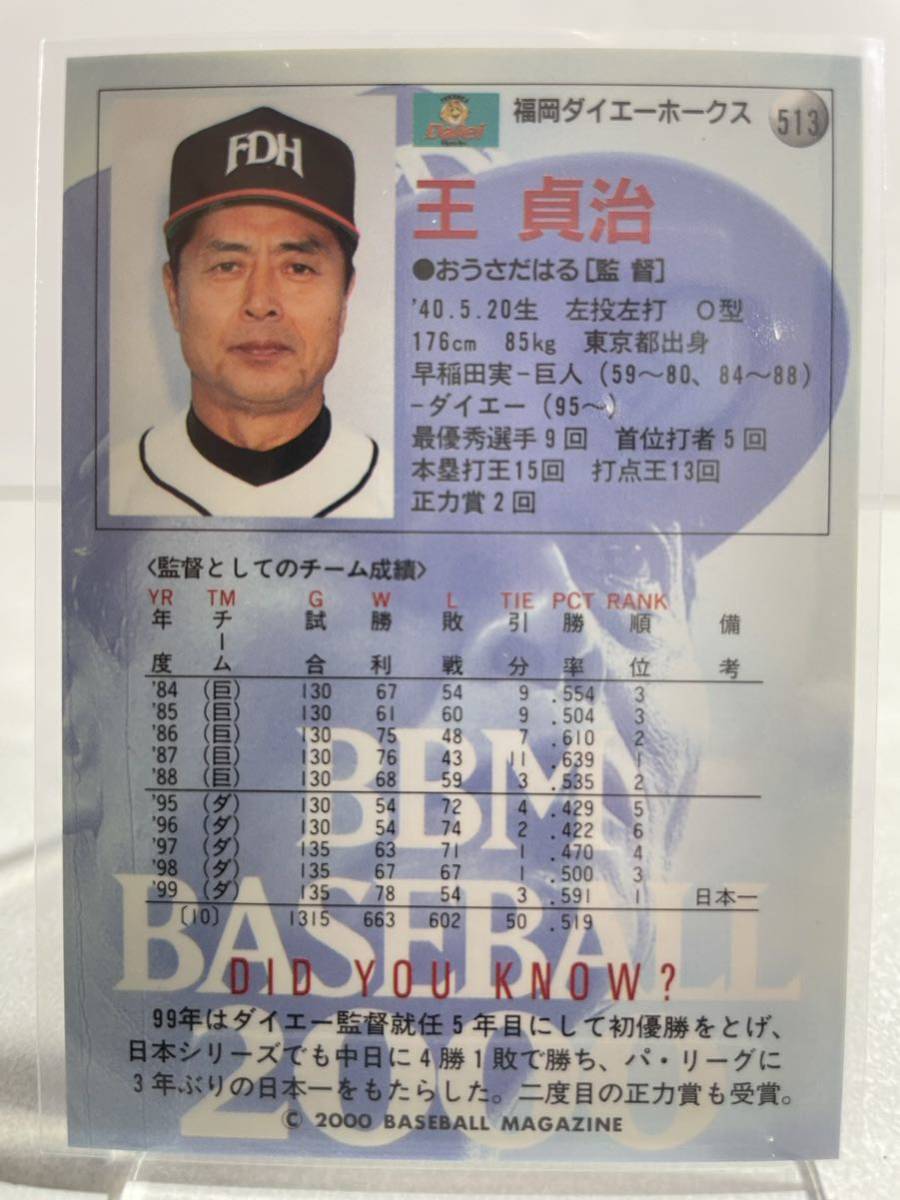 FDH
Daiei
福岡ダイエーホークス 513
王 貞治
●おうさだはる[監 督]
'40.5.20生 左投左打 O型
176cm 85kg 東京都出身
早稲田実-巨人(59～80、84～88)
-ダイエー(95～)
最優秀選手9回 首位打者5回
本塁打王15回 打点王13回
正力賞2回
〈監督としてのチーム成績〉
YR TM G W L TIE PCT RANK
年度 チーム 試合 勝利 敗戦 引分 勝率 順位 備考
'84 (巨) 130 67 54 9 .554 3
'85 (巨) 130 61 60 9 .504 3
'86 (巨) 130 75 48 7 .610 2
'87 (巨) 130 76 43 11 .639 1
'88 (巨) 130 68 59 3 .535 2
'95 (ダ) 130 54 72 4 .429 5
'96 (ダ) 130 54 74 2 .422 6
'97 (ダ) 135 63 71 1 .470 4
'98 (ダ) 135 67 67 1 .500 3
'99 (ダ) 135 78 54 3 .591 1 日本一
〔10〕 1315 663 602 50 .519
BBM
BASEBALL
2000
DID YOU KNOW?
99年はダイエー監督就任5年目にして初優勝をとげ、
日本シリーズでも中日に4勝1敗で勝ち、パ・リーグに
3年ぶりの日本一をもたらした。二度目の正力賞も受賞。
© 2000 BASEBALL MAGAZINE